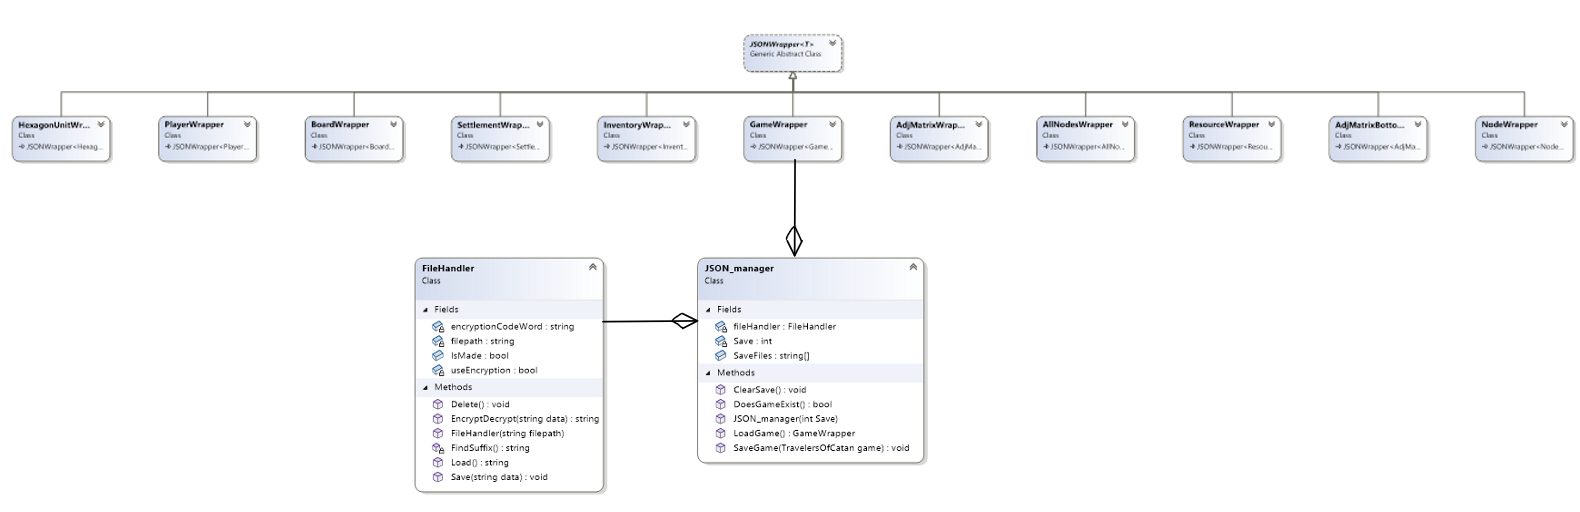 JSONWrapper<T>
Generic Abstract Class
HexagonUnitWr...
Class
JSONWrapper<Hexag...
PlayerWrapper
Class
JSONWrapper<Player...
BoardWrapper
Class
JSONWrapper<Board...
SettlementWrap...
Class
JSONWrapper<Settle...
InventoryWrap...
Class
JSONWrapper<Invent...
GameWrapper
Class
JSONWrapper<Game...
AdjMatrixWrap...
Class
JSONWrapper<AdjMa...
AllNodesWrapper
Class
JSONWrapper<AllNo...
ResourceWrapper
Class
JSONWrapper<Resou...
AdjMatrixBotto...
Class
JSONWrapper<AdjMa...
NodeWrapper
Class
JSONWrapper<Node...
FileHandler
Class
Fields
encryptionCodeWord : string
filepath : string
IsMade : bool
useEncryption : bool
Methods
Delete() : void
EncryptDecrypt(string data) : string
FileHandler(string filepath)
FindSuffix() : string
Load() : string
Save(string data) : void
JSON_manager
Class
Fields
fileHandler : FileHandler
Save : int
SaveFiles : string[]
Methods
ClearSave() : void
DoesGameExist() : bool
JSON_manager(int Save)
LoadGame() : GameWrapper
SaveGame(TravelersOfCatan game) : void